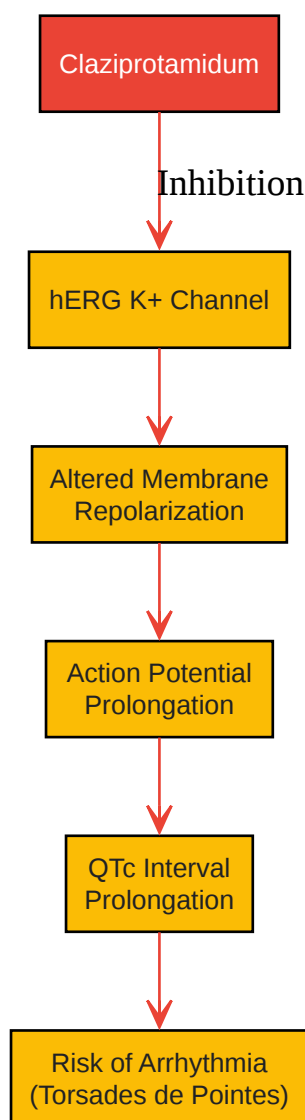 Claziprotamidum
Inhibition
hERG K+ Channel
Altered Membrane
Repolarization
Action Potential
Prolongation
QTc Interval
Prolongation
Risk of Arrhythmia
(Torsades de Pointes)